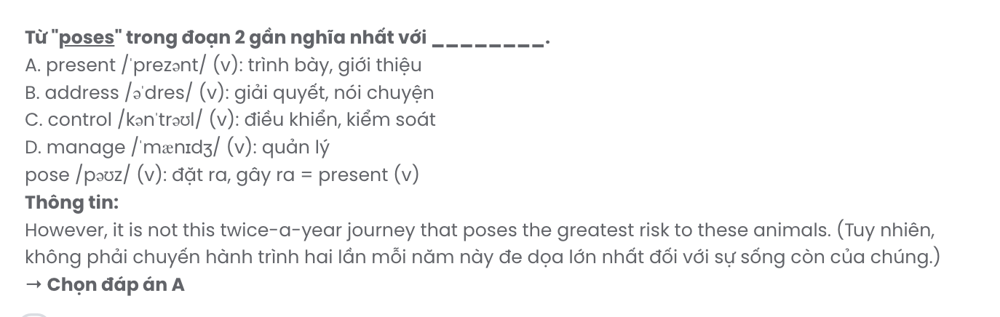 Từ "poses" trong đoạn 2 gần nghĩa nhất với ________.
A. present /ˈprezənt/ (v): trình bày, giới thiệu
B. address /əˈdres/ (v): giải quyết, nói chuyện
C. control /kənˈtrəʊl/ (v): điều khiển, kiểm soát
D. manage /ˈmænɪdʒ/ (v): quản lý
pose /pəʊz/ (v): đặt ra, gây ra = present (v)
Thông tin:
However, it is not this twice-a-year journey that poses the greatest risk to these animals. (Tuy nhiên,
không phải chuyến hành trình hai lần mỗi năm này đe dọa lớn nhất đối với sự sống còn của chúng.)
→ Chọn đáp án A